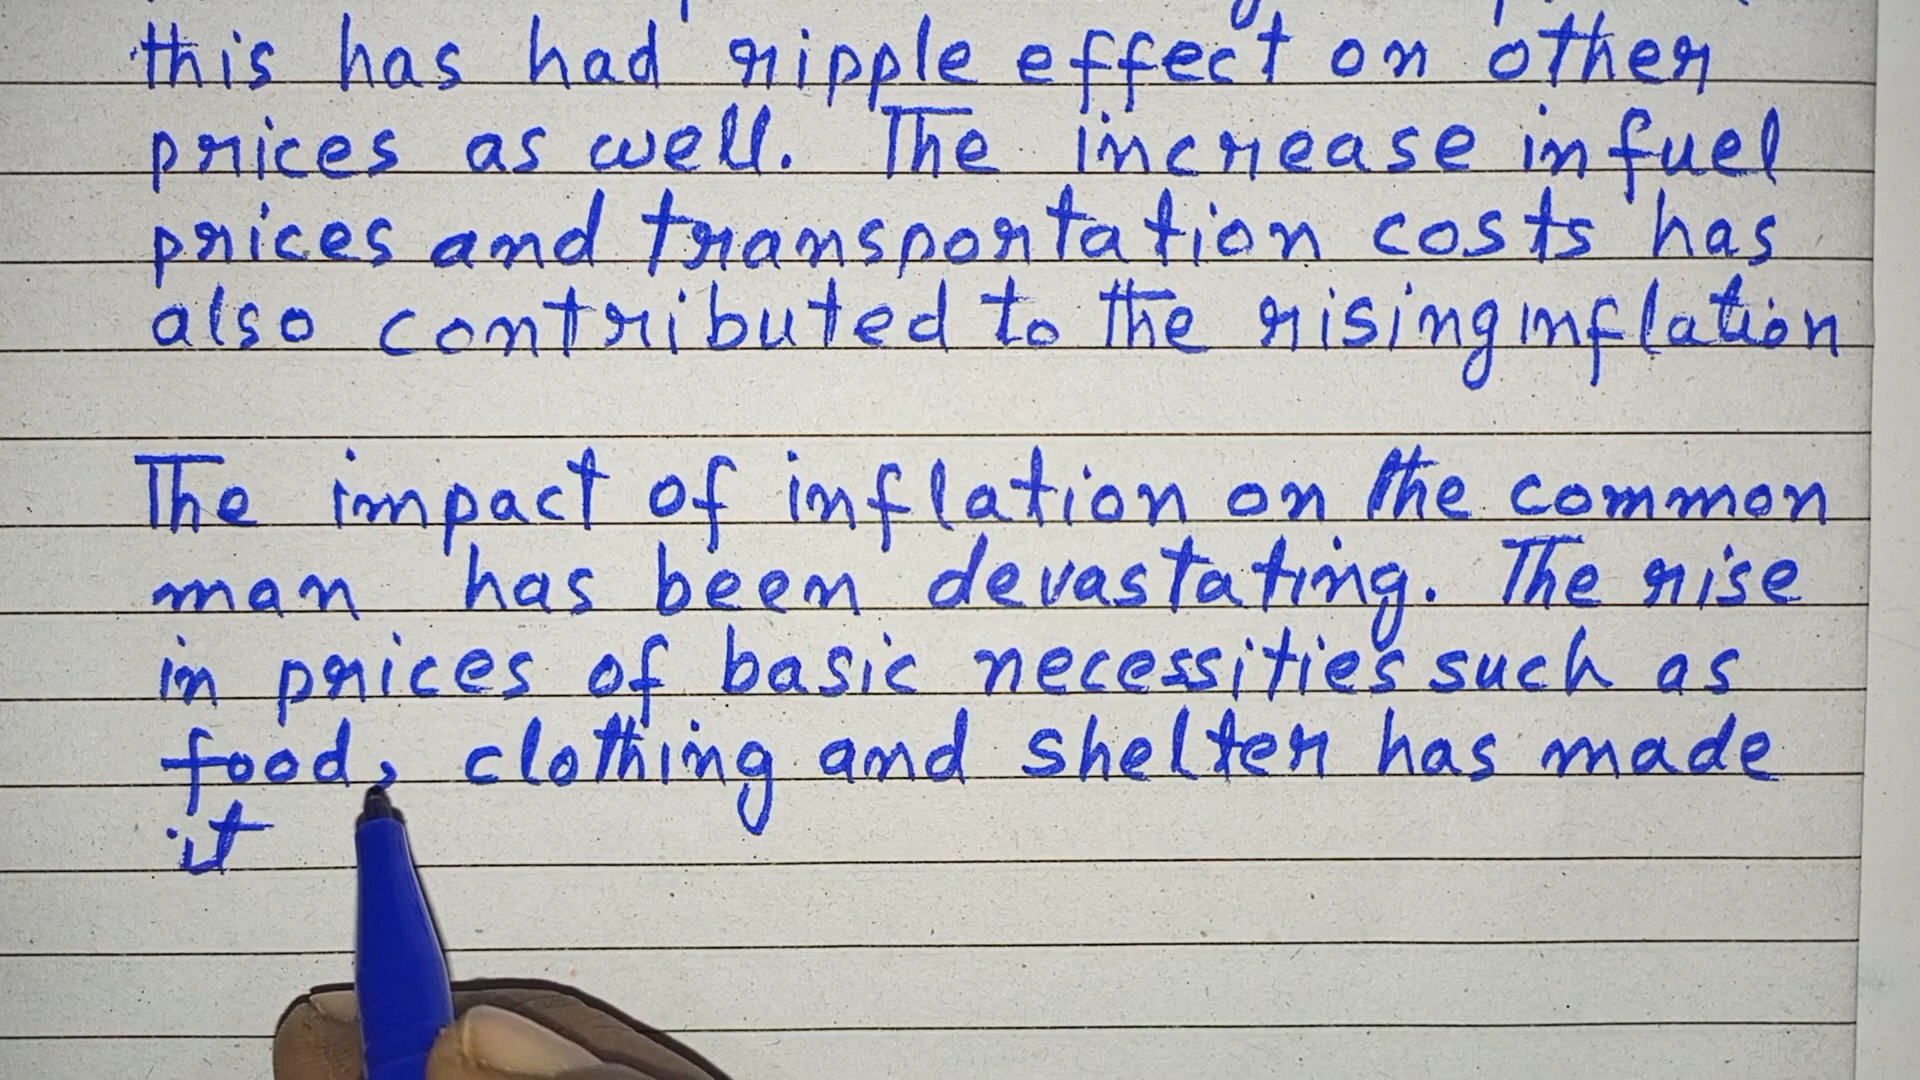 this has had ripple effect on other
prices as well. The increase in fuel
prices and transportation costs has
also contributed to the rising inflation
The impact of inflation on the common
man has been devastating. The rise
in prices of basic necessities such as
food, clothing and shelter has made
it